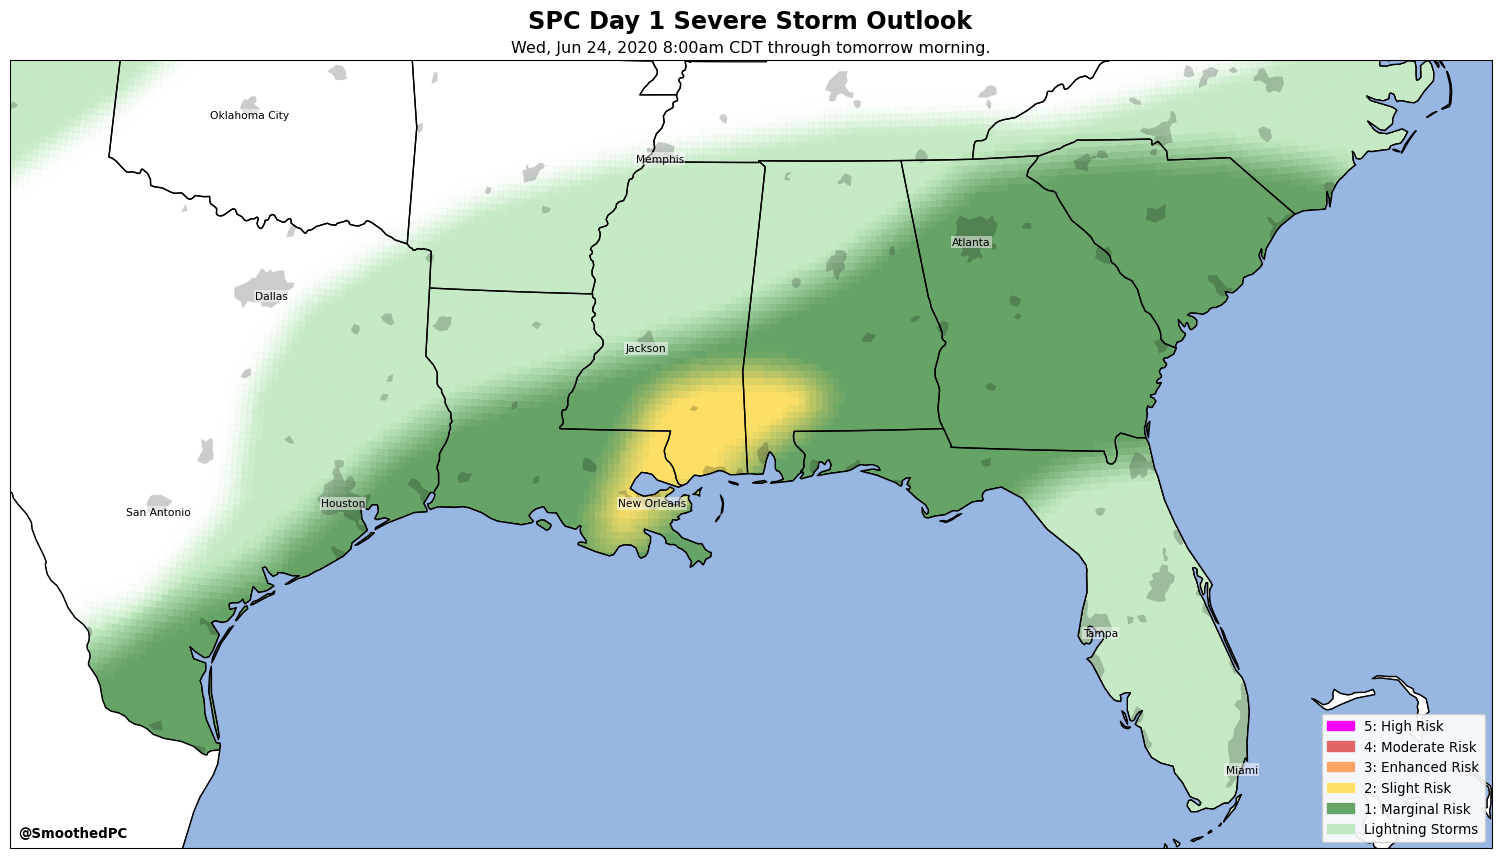 SPC Day 1 Severe Storm Outlook
Wed, Jun 24, 2020 8:00am CDT through tomorrow morning.
Oklahoma City
Memphis
Atlanta
Dallas
Jackson
San Antonio
Houston
New Orleans
Tampa
Miami
5: High Risk
4: Moderate Risk
3: Enhanced Risk
2: Slight Risk
1: Marginal Risk
Lightning Storms
@SmoothedPC